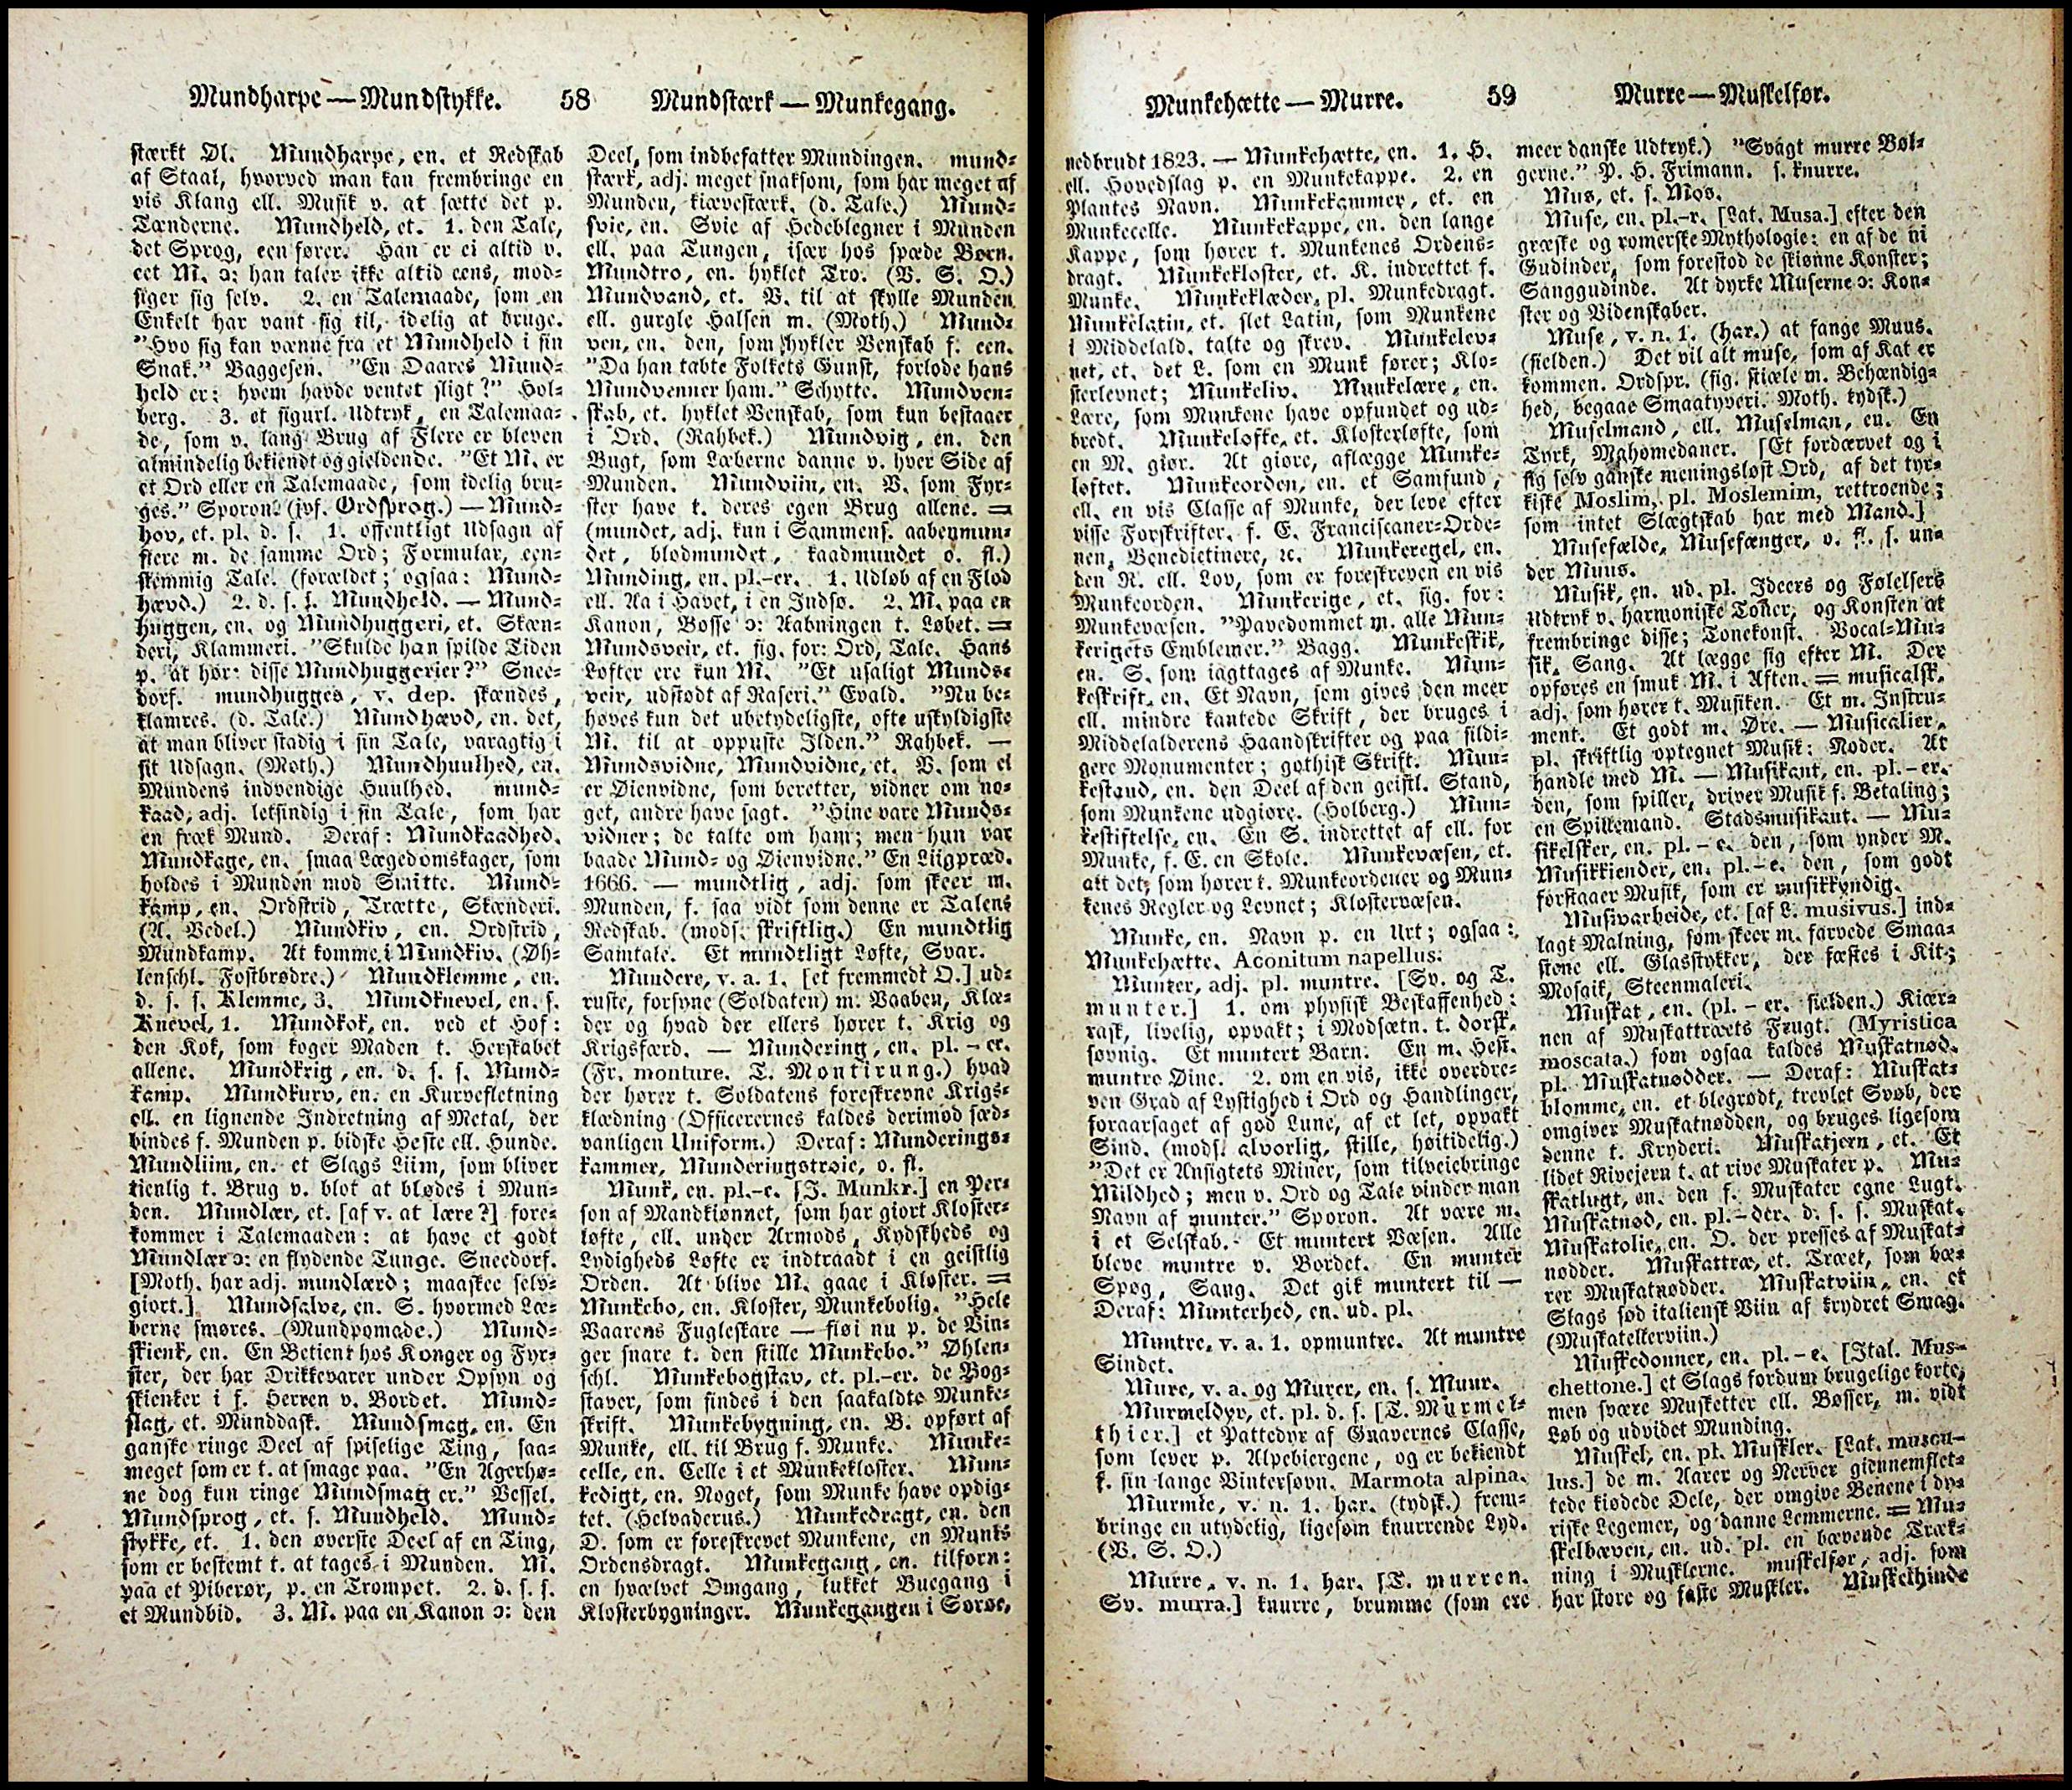 Mundharpe — Mundstykke. 58 Mundstærk — Munkegang.
stærkt Øl. Mundharpe, en. et Redskab
af Staal, hvorved man kan frembringe en
vis Klang ell. Musik v. at sætte det p.
Tænderne. Mundheld, et. 1. den Tale,
det Sprog, een fører. Han er ei altid v.
eet M. ɔ: han taler ikke altid eens, mod-
siger sig selv. 2. en Talemaade, som en
Enkelt har vant sig til, idelig at bruge.
"Hvo sig kan vænne fra et Mundheld i sin
Snak." Baggesen. "En Daares Mund-
held er: hvem havde ventet sligt?" Hol-
berg. 3. et figurl. Udtryk, en Talemaa-
de, som v. lang Brug af Flere er bleven
almindelig bekiendt og gieldende. "Et M. er
et Ord eller en Talemaade, som idelig bru-
ges." Sporon. (jvf. Ordsprog.) — Mund-
hov, et. pl. d. s. 1. offentligt Udsagn af
flere m. de samme Ord; Formular, een-
stemmig Tale. (forældet; ogsaa: Mund-
hævd.) 2. d. s. s. Mundheld. — Mund-
huggen, en. og Mundhuggeri, et. Skæn-
deri, Klammeri. "Skulde han spilde Tiden
p. at hør: disse Mundhuggerier?" Snee-
dorf. mundhugges, v. dep. skændes,
klamres. (d. Tale.) Mundhævd, en. det,
at man bliver stadig i sin Tale, varagtig i
sit Udsagn. (Moth.) Mundhuulhed, en.
Mundens indvendige Huulhed. mund-
kaad, adj. letsindig i sin Tale, som har
en fræk Mund. Deraf: Mundkaadhed.
Mundkage, en. smaa Lægedomskager, som
holdes i Munden mod Smitte. Mund-
kamp, en. Ordstrid, Trætte, Skænderi.
(A. Vedel.) Mundkiv, en. Ordstrid,
Mundkamp. At komme i Mundkiv. (Øh-
lenschl. Fostbrødre.) Mundklemme, en.
d. s. s. Klemme, 3. Mundknevel, en. s.
Knevel, 1. Mundkok, en. ved et Hof:
den Kok, som koger Maden t. Herskabet
allene. Mundkrig, en. d. s. s. Mund-
kamp. Mundkurv, en. en Kurvefletning
ell. en lignende Indretning af Metal, der
bindes f. Munden p. bidske Heste ell. Hunde.
Mundliim, en. et Slags Liim, som bliver
tienlig t. Brug v. blot at blødes i Mun-
den. Mundlær, et. [af v. at lære?] fore-
kommer i Talemaaden: at have et godt
Mundlær ɔ: en flydende Tunge. Sneedorf.
[Moth. har adj. mundlærd; maaskee selv-
giort.] Mundsalve, en. S. hvormed Læ-
berne smøres. (Mundpomade.) Mund-
skienk, en. En Betient hos Konger og Fyr-
ster, der har Drikkevarer under Opsyn og
skienker i f. Herren v. Bordet. Mund-
slag, et. Munddask. Mundsmag, en. En
ganske ringe Deel af spiselige Ting, saa-
meget som er t. at smage paa. "En Agerhø-
ne dog kun ringe Mundsmag er." Vessel.
Mundsprog, et. s. Mundheld. Mund-
stykke, et. 1. den øverste Deel af en Ting,
som er bestemt t. at tages i Munden. M.
paa et Piberør, p. en Trompet. 2. d. s. s.
et Mundbid. 3. M. paa en Kanon ɔ: den
Deel, som indbefatter Mundingen. mund-
stærk, adj. meget snaksom, som har meget af
Munden, kiævestærk. (d. Tale.) Mund-
svie, en. Svie af Hedeblegner i Munden
ell. paa Tungen, især hos spæde Børn.
Mundtro, en. hyklet Tro. (V. S. O.)
Mundvand, et. V. til at skylle Munden
ell. gurgle Halsen m. (Moth.) Mund-
ven, en. den, som hykler Venskab f. een.
"Da han tabte Folkets Gunst, forlode hans
Mundvenner ham." Schytte. Mundven-
skab, et. hyklet Venskab, som kun bestaaer
i Ord. (Rahbek.) Mundvig, en. den
Bugt, som Læberne danne v. hver Side af
Munden. Mundviin, en. V. som Fyr-
ster have t. deres egen Brug allene. =
(mundet, adj. kun i Sammens. aabenmun-
det, blødmundet, kaadmundet o. fl.)
Munding, en. pl.-er. 1. Udløb af en Flod
ell. Aa i Havet, i en Indsø. 2. M. paa en
Kanon, Bøsse ɔ: Aabningen t. Løbet. =
Mundsveir, et. fig. for: Ord, Tale. Hans
Løfter ere kun M. "Et usaligt Munds-
veir, udstødt af Raseri." Evald. "Nu be-
høves kun det ubetydeligste, ofte uskyldigste
M. til at oppuste Ilden." Rahbek. —
Mundsvidne, Mundvidne, et. V. som ei
er Øienvidne, som beretter, vidner om no-
get, andre have sagt. "Hine vare Munds-
vidner; de talte om ham; men hun var
baade Mund- og Øienvidne." En Liigpræd.
1666. — mundtlig, adj. som skeer m.
Munden, f. saa vidt som denne er Talens
Redskab. (mods. skriftlig.) En mundtlig
Samtale. Et mundtligt Løfte, Svar.
Mundere, v. a. 1. [et fremmedt O.] ud-
ruste, forsyne (Soldaten) m. Vaaben, Klæ-
der og hvad der ellers hører t. Krig og
Krigsfærd. — Mundering, en. pl. - er.
(Fr. monture. T. Montirung.) hvad
der hører t. Soldatens foreskrevne Krigs-
klædning (Officerernes kaldes derimod sæd-
vanligen Uniform.) Deraf: Munderings-
kammer, Munderingstrøie, o. fl.
Munk, en. pl.-e. [I. Munkr.] en Per-
son af Mandkiønnet, som har giort Kloster-
løfte, ell. under Armods, Kydskheds og
Lydigheds Løfte er indtraadt i en geistlig
Orden. At blive M. gaae i Kloster. =
Munkebo, en. Kloster, Munkebolig. "Hele
Vaarens Fugleskare — fløi nu p. de Vin-
ger snare t. den stille Munkebo." Øhlen-
schl. Munkebogstav, et. pl.-er. de Bog-
staver, som findes i den saakaldte Munke-
skrift. Munkebygning, en. B. opført af
Munke, ell. til Brug f. Munke. Munke-
celle, en. Celle i et Munkekloster. Mun-
kedigt, en. Noget, som Munke have opdig-
tet. (Helvaderus.) Munkedragt, en. den
D. som er foreskrevet Munkene, en Munks
Ordensdragt. Munkegang, en. tilforn:
en hvælvet Omgang, lukket Buegang i
Klosterbygninger. Munkegangen i Sorøe,
Munkehætte — Murre. 59 Murre — Muskelfør.
nedbrudt 1823. — Munkehætte, en. 1. H.
ell. Hovedslag p. en Munkekappe. 2. en
Plantes Navn. Munkekammer, et. en
Munkecelle. Munkekappe, en. den lange
Kappe, som hører t. Munkenes Ordens-
dragt. Munkekloster, et. K. indrettet f.
Munke. Munkeklæder, pl. Munkedragt.
Munkelatin, et. slet Latin, som Munkene
i Middelald. talte og skrev. Munkelev-
net, et. det L. som en Munk fører; Klo-
sterlevnet; Munkeliv. Munkelære, en.
Lære, som Munkene have opfundet og ud-
bredt. Munkeløfte, et. Klosterløfte, som
en M. giør. At giøre, aflægge Munke-
løftet. Munkeorden, en. et Samfund,
ell. en vis Classe af Munke, der leve efter
visse Forskrifter. f. E. Franciscaner-Orde-
nen, Benedictinere, ꝛc. Munkeregel, en.
den R. ell. Lov, som er foreskreven en vis
Munkeorden. Munkerige, et. fig. for:
Munkevæsen. "Pavedommet m. alle Mun-
kerigets Emblemer." Bagg. Munkeskik,
en. S. som iagttages af Munke. Mun-
keskrift, en. Et Navn, som gives den meer
ell. mindre kantede Skrift, der bruges i
Middelalderens Haandskrifter og paa sildi-
gere Monumenter; gothisk Skrift. Mun-
kestand, en. den Deel af den geistl. Stand,
som Munkene udgiøre. (Holberg.) Mun-
kestiftelse, en. En S. indrettet af ell. for
Munke, f. E. en Skole. Munkevæsen, et.
alt det, som hører t. Munkeordener og Mun-
kenes Regler og Levnet; Klostervæsen.
Munke, en. Navn p. en Urt; ogsaa:
Munkehætte. Aconitum napellus.
Munter, adj. pl. muntre. [Sv. og T.
munter.] 1. om physisk Beskaffenhed:
rask, livelig, opvakt; i Modsætn. t. dorsk,
søvnig. Et muntert Barn. En m. Hest.
muntre Øine. 2. om en vis, ikke overdre-
ven Grad af Lystighed i Ord og Handlinger,
foraarsaget af god Lune, af et let, opvakt
Sind. (mods. alvorlig, stille, høitidelig.)
"Det er Ansigtets Miner, som tilveiebringe
Mildhed; men v. Ord og Tale vinder man
Navn af munter." Sporon. At være m.
i et Selskab. Et muntert Væsen. Alle
bleve muntre v. Bordet. En munter
Spøg, Sang. Det gik muntert til —
Deraf: Munterhed, en. ud. pl.
Muntre, v. a. 1. opmuntre. At muntre
Sindet.
Mure, v. a. og Murer, en. s. Muur.
Murmeldyr, et. pl. d. s. [T. Murmel-
thier.] et Pattedyr af Gnavernes Classe,
som lever p. Alpebiergene, og er bekiendt
f. sin lange Vintersøvn. Marmota alpina.
Murmle, v. n. 1. har. (tydsk.) frem-
bringe en utydelig, ligesom knurrende Lyd.
(V. S. O.)
Murre, v. n. 1. har. [T. murren.
Sv. murra.] knurre, brumme (som ere
meer danske Udtryk.) "Svagt murre Bøl-
gerne." P. H. Frimann. s. knurre.
Mus, et. s. Mos.
Muse, en. pl.-r. [Lat. Musa.] efter den
græske og romerske Mythologie: en af de ni
Gudinder, som forestod de skiønne Konster;
Sanggudinde. At dyrke Muserne ɔ: Kon-
ster og Videnskaber.
Muse, v. n. 1. (har.) at fange Muus.
(sielden.) Det vil alt muse, som af Kat er
kommen. Ordspr. (fig. stiæle m. Behændig-
hed, begaae Smaatyveri. Moth. tydsk.)
Muselmand, ell. Muselman, en. En
Tyrk, Mahomedaner. [Et fordærvet og i
sig selv ganske meningsløst Ord, af det tyr-
kiske Moslim, pl. Moslemim, rettroende;
som intet Slægtskab har med Mand.]
Musefælde, Musefænger, o. fl. s. un-
der Muus.
Musik, en. ud. pl. Ideers og Følelsers
Udtryk v. harmoniske Toner, og Konsten at
frembringe disse; Tonekonst. Vocal-Mu-
sik, Sang. At lægge sig efter M. Der
opføres en smuk M. i Aften. = musicalsk,
adj. som hører t. Musiken. Et m. Instru-
ment. Et godt m. Øre. — Musicalier,
pl. skriftlig optegnet Musik: Noder. At
handle med M. — Musikant, en. pl. - er.
den, som spiller, driver Musik f. Betaling;
en Spillemand. Stadsmusikant. — Mu-
sikelsker, en. pl. - e. den, som ynder M.
Musikkiender, en. pl. - e. den, som godt
forstaaer Musik, som er musikkyndig.
Musivarbeide, et. [af L. musivus.] ind-
lagt Malning, som skeer m. farvede Smaa-
stene ell. Glasstykker, der fæstes i Kit;
Mosaik, Steenmaleri.
Muskat, en. (pl. - er. sielden.) Kiær-
nen af Muskattræets Frugt. (Myristica
moscata.) som ogsaa kaldes Muskatnød.
pl. Muskatnødder. — Deraf: Muskat-
blomme, en. et blegrødt, trevlet Svøb, der
omgiver Muskatnødden, og bruges ligesom
denne t. Kryderi. Muskatjern, et. Et
lidet Rivejern t. at rive Muskater p. Mu-
skatlugt, en. den f. Muskater egne Lugt.
Muskatnød, en. pl.-der. d. s. s. Muskat.
Muskatolie, en. O. der presses af Muskat-
nødder. Muskattræ, et. Træet, som bæ-
rer Muskatnødder. Muskatviin, en. et
Slags sød italiensk Viin af krydret Smag.
(Muskatellerviin.)
Muskedonner, en. pl. - e. [Ital. Mus-
chettone.] et Slags fordum brugelige korte,
men svære Musketter ell. Bøsser, m. vidt
Løb og udvidet Munding.
Muskel, en. pl. Muskler. [Lat. muscu-
lus.] de m. Aarer og Nerver giennemflet-
tede kiødede Dele, der omgive Benene i dy-
riske Legemer, og danne Lemmerne. = Mu-
skelbæven, en. ud. pl. en bævende Træk-
ning i Musklerne. muskelfør, adj. som
har store og faste Muskler. Muskelhinde